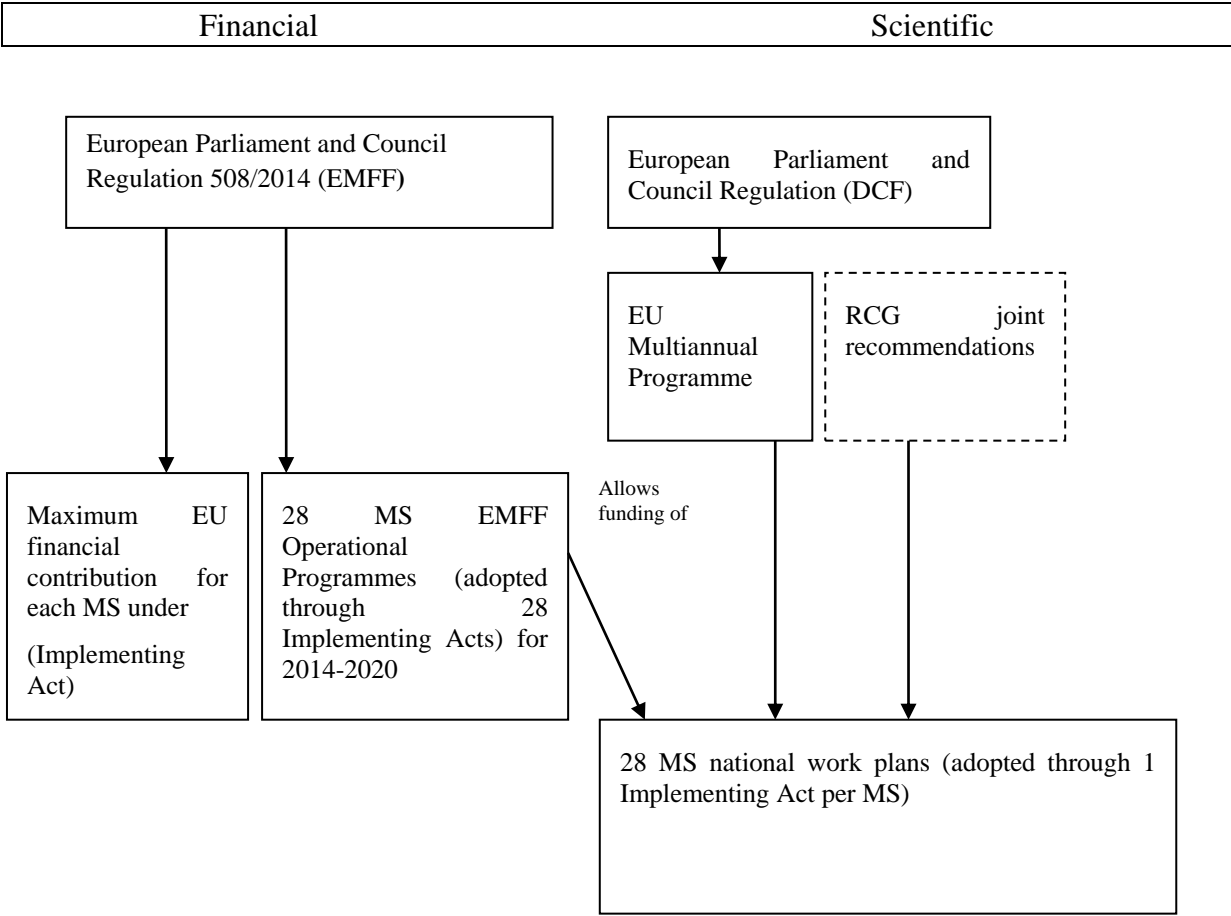 Financial Scientific
European Parliament and Council
Regulation 508/2014 (EMFF)
European Parliament and
Council Regulation (DCF)
EU
Multiannual
Programme
RCG joint
recommendations
Maximum EU
financial
contribution for
each MS under
(Implementing
Act)
28 MS EMFF
Operational
Programmes (adopted
through 28
Implementing Acts) for
2014-2020
Allows
funding of
28 MS national work plans (adopted through 1
Implementing Act per MS)